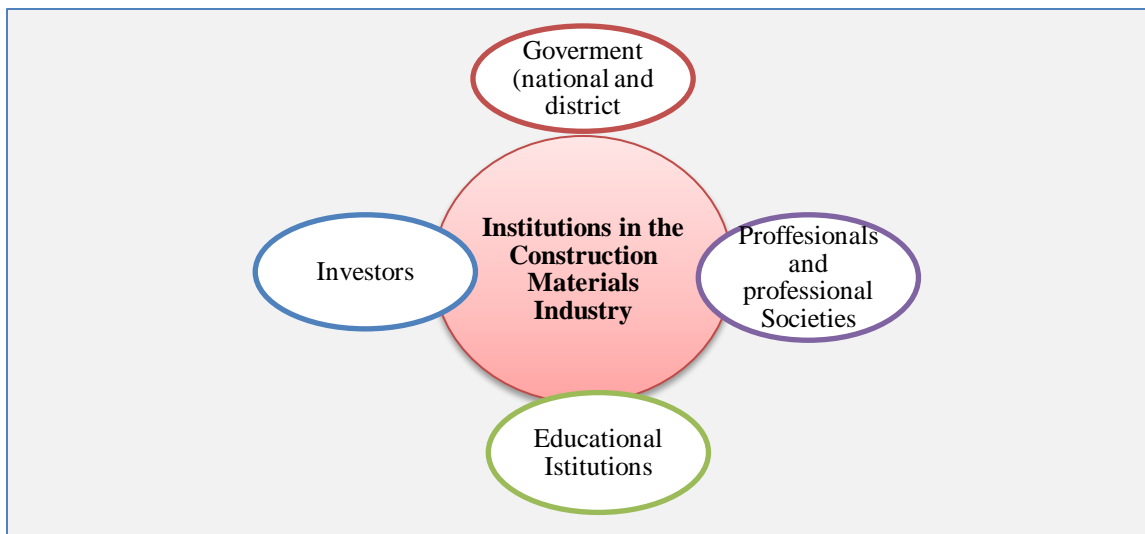 Goverment
(national and
district
Institutions in the
Construction
Materials
Industry
Investors
Proffesionals
and
professional
Societies
Educational
Istitutions